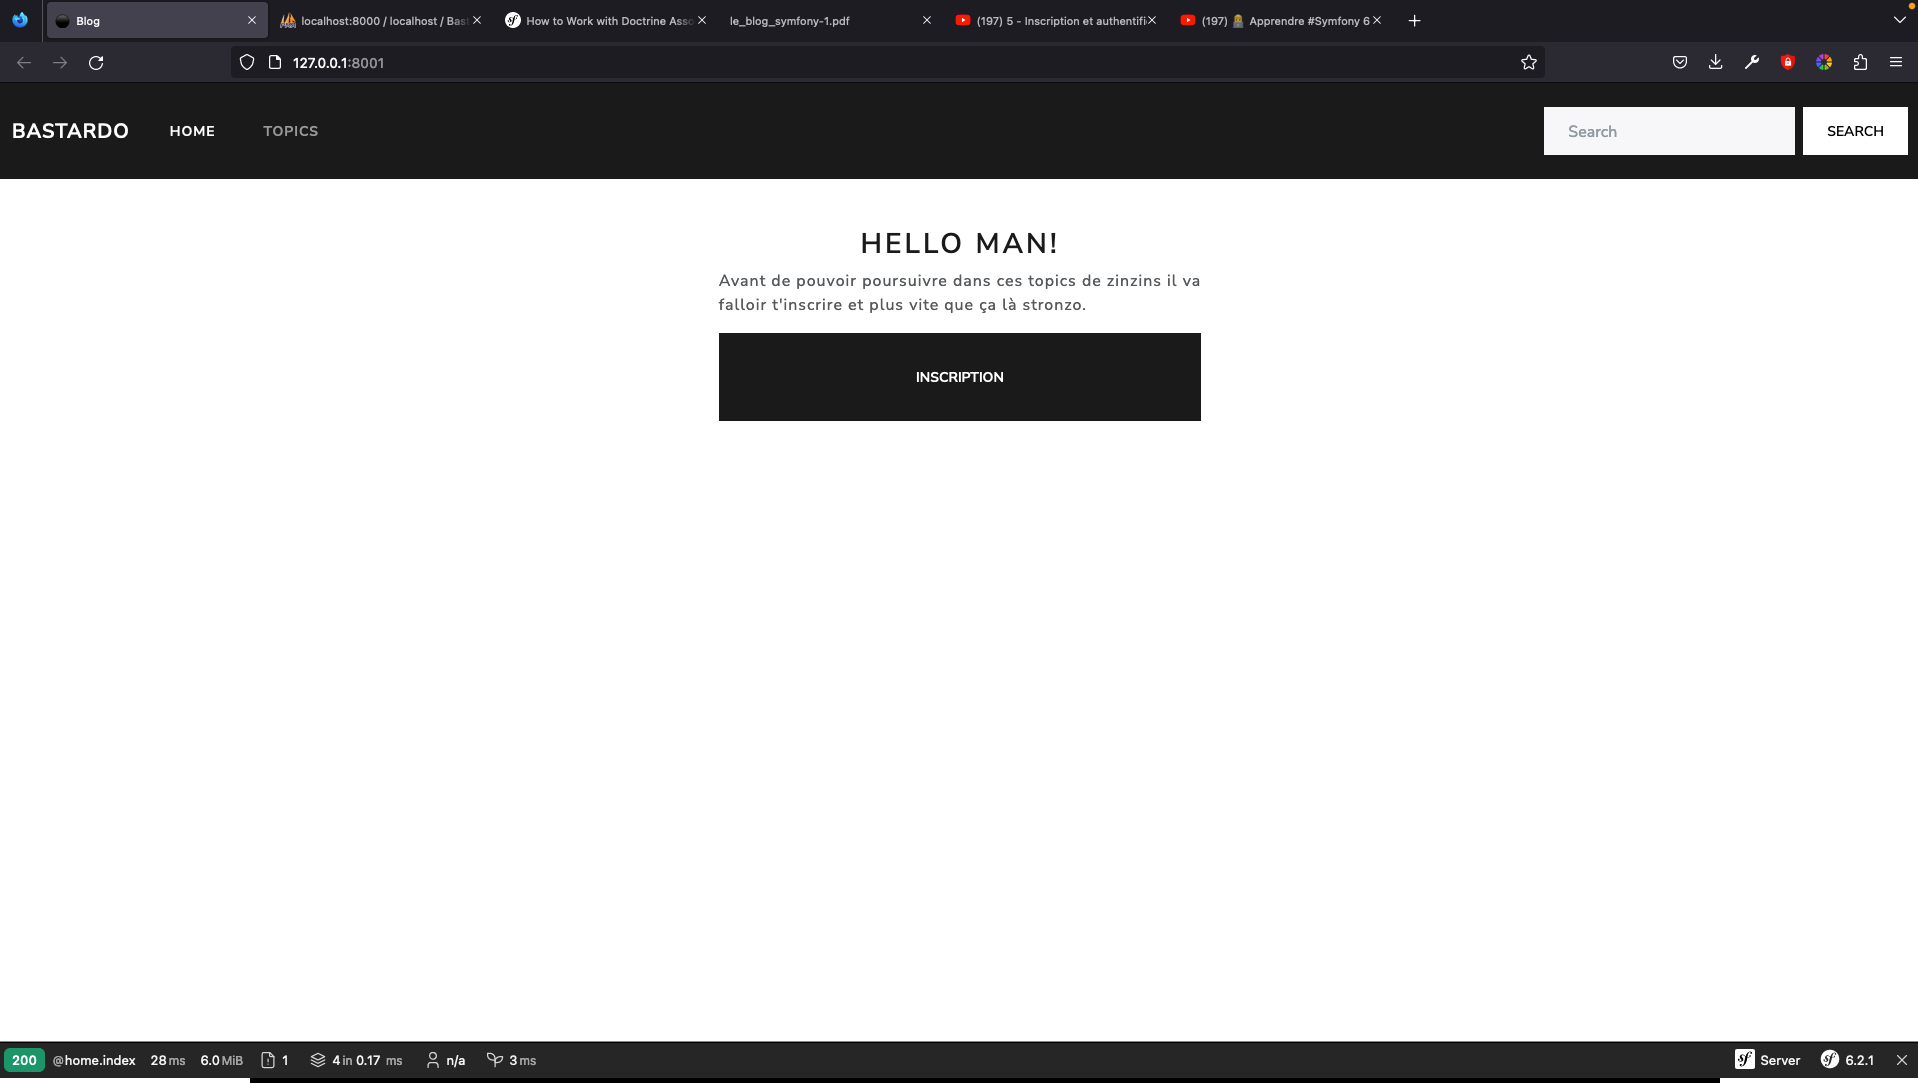 Blog
localhost:8000 / localhost / Bas
How to Work with Doctrine Asso
le_blog_symfony-1.pdf
(197) 5 - Inscription et authentifi
(197) Apprendre #Symfony 6
127.0.0.1:8001
BASTARDO HOME TOPICS Search SEARCH
HELLO MAN!
Avant de pouvoir poursuivre dans ces topics de zinzins il va
falloir t'inscrire et plus vite que ça là stronzo.
INSCRIPTION
200 @home.index 28 ms 6.0 MiB 1 4 in 0.17 ms n/a 3 ms sf Server sf 6.2.1